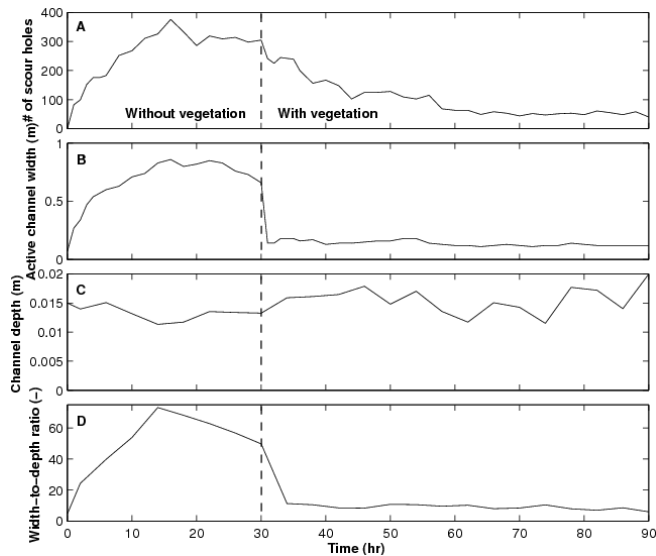 # of scour holes
400
300
200
100
0
A
Without vegetation
With vegetation
Active channel width (m)
1
0.5
0
B
Channel depth (m)
0.02
0.015
0.01
0.005
0
C
Width-to-depth ratio (-)
60
40
20
0
D
0 10 20 30 40 50 60 70 80 90
Time (hr)